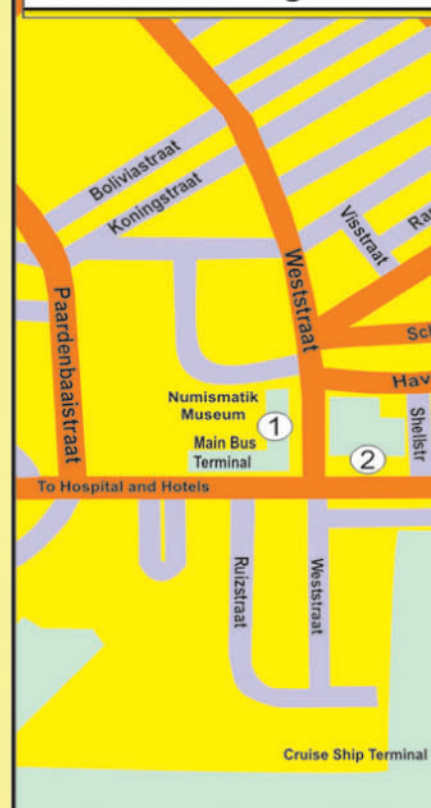 Boliviastraat
Koningstraat
Visstraat
Weststraat
Paardenbaaistraat
Numismatik
Museum
1
Main Bus
Terminal
2
Shellstr
To Hospital and Hotels
Ruizstraat
Weststraat
Cruise Ship Terminal